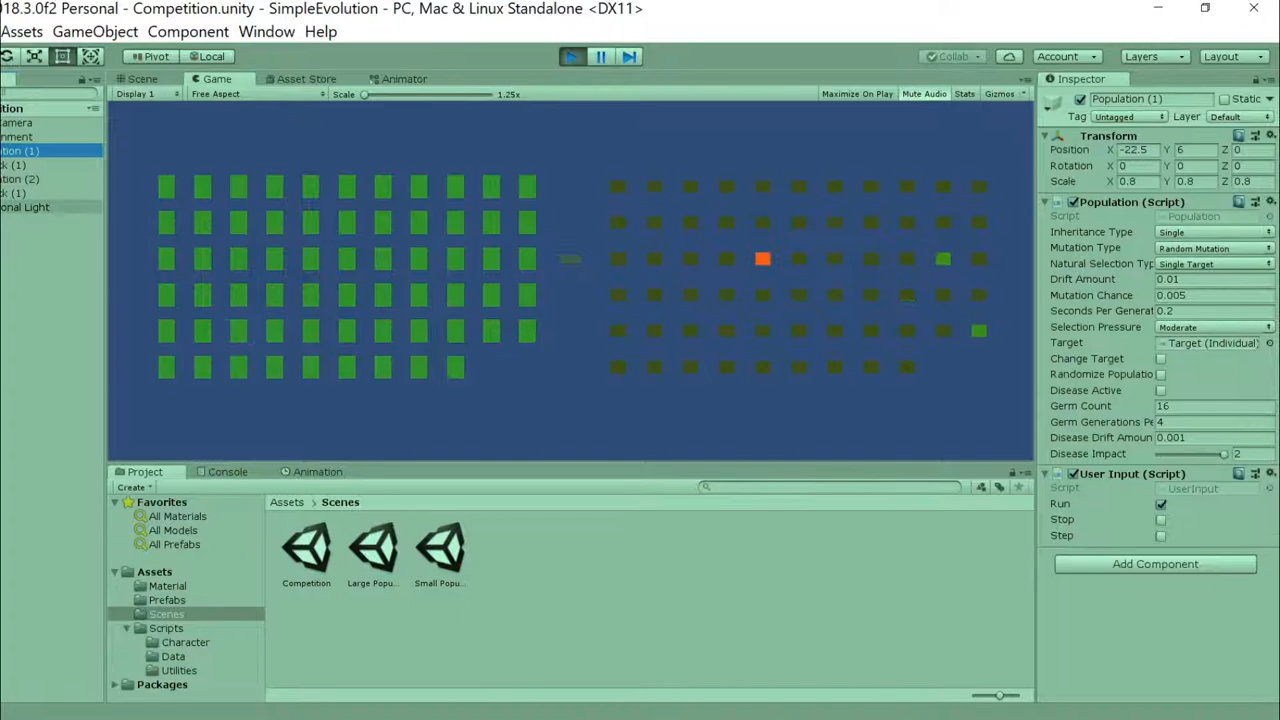 018.3.0f2 Personal - Competition.unity - SimpleEvolution - PC, Mac & Linux Standalone <DX11>
Assets GameObject Component Window Help
Pivot Local Collab Account Layers Layout
Scene Game Asset Store Animator
Display 1 Free Aspect Scale 1.25x Maximize On Play Mute Audio Stats Gizmos
ition
Camera
nment
ation (1)
ck (1)
ation (2)
ck (1)
onal Light
Inspector
Population (1) Static
Tag Untagged Layer Default
Transform
Position X -22.5 Y 6 Z 0
Rotation X 0 Y 0 Z 0
Scale X 0.8 Y 0.8 Z 0.8
Population (Script)
Script Population
Inheritance Type Single
Mutation Type Random Mutation
Natural Selection Typ Single Target
Drift Amount 0.01
Mutation Chance 0.005
Seconds Per Generat 0.2
Selection Pressure Moderate
Target Target (Individual)
Change Target
Randomize Populatio
Disease Active
Germ Count 16
Germ Generations Pe 4
Disease Drift Amoun 0.001
Disease Impact 2
User Input (Script)
Script UserInput
Run
Stop
Step
Add Component
Project Console Animation
Create
Favorites
All Materials
All Models
All Prefabs
Assets
Material
Prefabs
Scenes
Scripts
Character
Data
Utilities
Packages
Assets Scenes
Competition Large Popu... Small Popu...